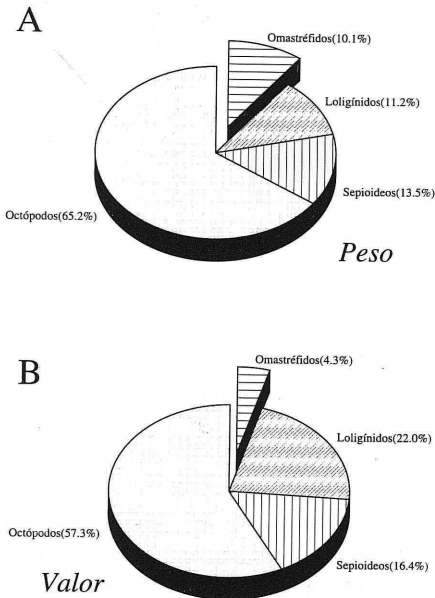 A
Omastréfidos(10.1%)
Loligínidos(11.2%)
Sepioideos(13.5%)
Octópodos(65.2%)
Peso
B
Omastréfidos(4.3%)
Loligínidos(22.0%)
Octópodos(57.3%)
Sepioideos(16.4%)
Valor